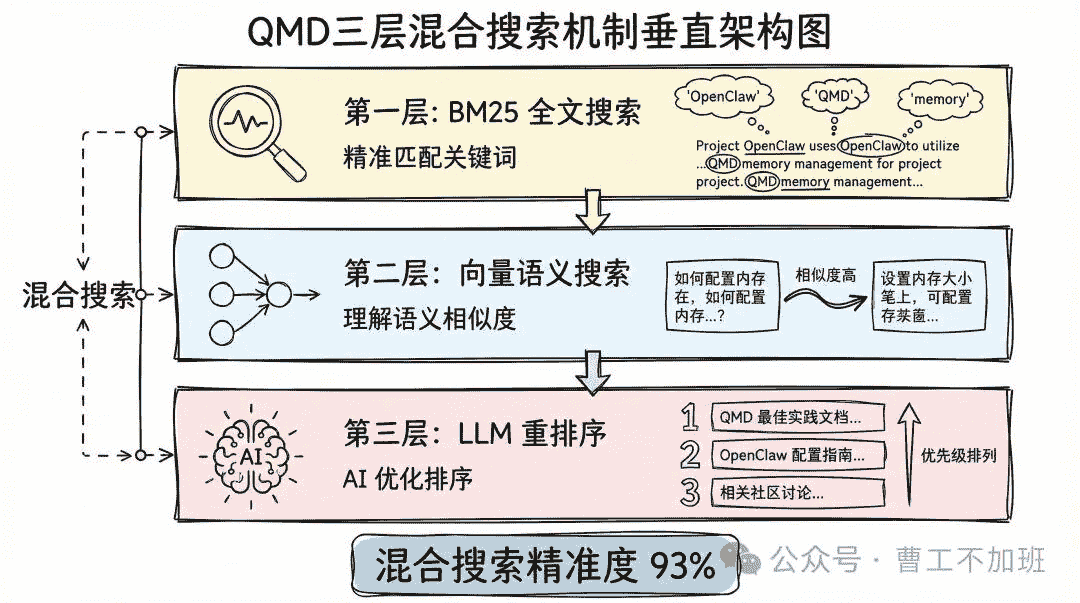 QMD三层混合搜索机制垂直架构图
混合搜索
第一层: BM25 全文搜索
精准匹配关键词
'OpenClaw'
'QMD'
'memory'
Project OpenClaw uses OpenClaw to utilize
...QMD memory management for project
project. QMD memory management...
第二层: 向量语义搜索
理解语义相似度
如何配置内存
在，如何配置
内存...?
相似度高
设置内存大小
笔上，可配置
存
第三层: LLM 重排序
AI 优化排序
AI
1 QMD 最佳实践文档...
2 OpenClaw 配置指南...
3 相关社区讨论...
优先级排列
混合搜索精准度 93%
公众号 · 曹工不加班